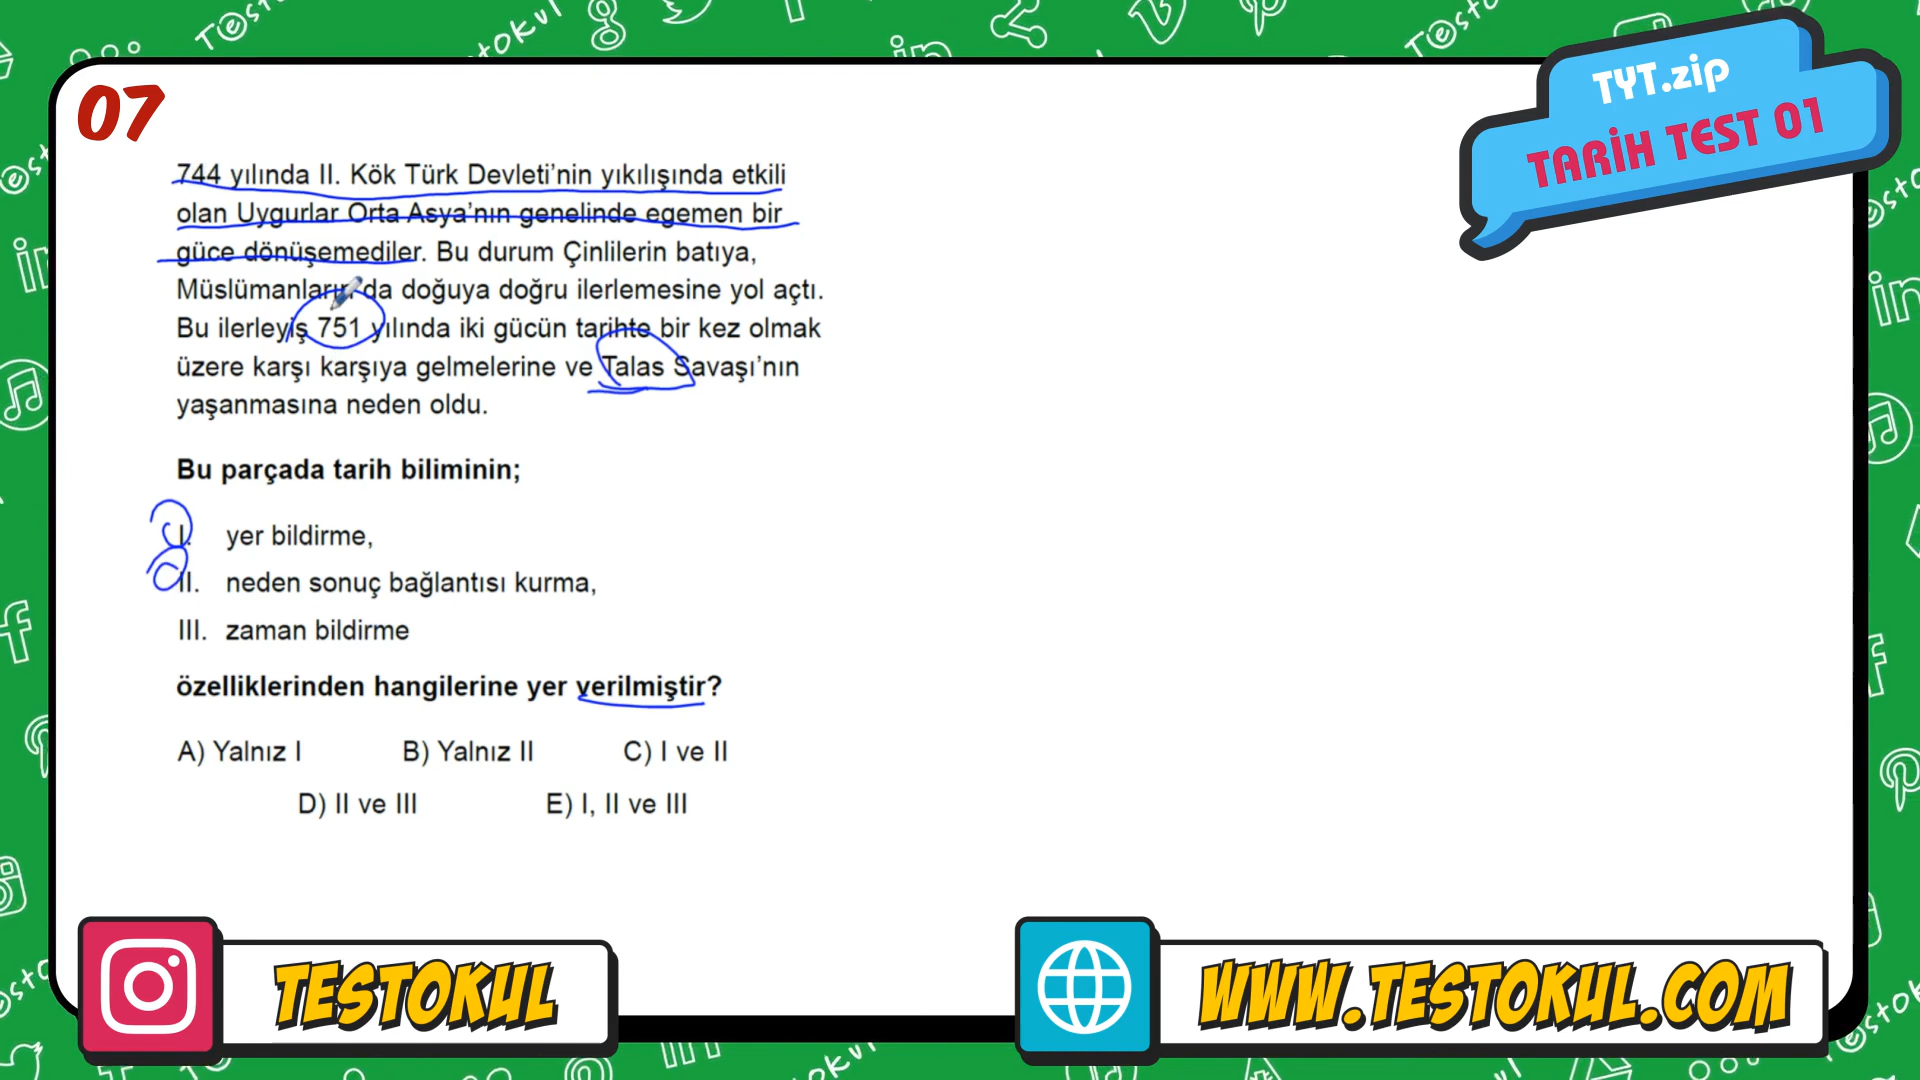 07
TYT.zip
TARİH TEST 01
744 yılında II. Kök Türk Devleti’nin yıkılışında etkili
olan Uygurlar Orta Asya’nın genelinde egemen bir
güce dönüşemediler. Bu durum Çinlilerin batıya,
Müslümanların da doğuya doğru ilerlemesine yol açtı.
Bu ilerleyiş 751 yılında iki gücün tarihte bir kez olmak
üzere karşı karşıya gelmelerine ve Talas Savaşı’nın
yaşanmasına neden oldu.
Bu parçada tarih biliminin;
I. yer bildirme,
II. neden sonuç bağlantısı kurma,
III. zaman bildirme
özelliklerinden hangilerine yer verilmiştir?
A) Yalnız I B) Yalnız II C) I ve II
D) II ve III E) I, II ve III
TESTOKUL
WWW.TESTOKUL.COM